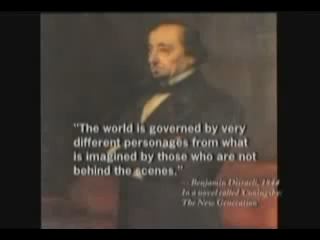 "The world is governed by very
different personages from what
is imagined by those who are not
behind the scenes."
-- Benjamin Disraeli, 1844
In a novel called Coningsby,
The New Generation